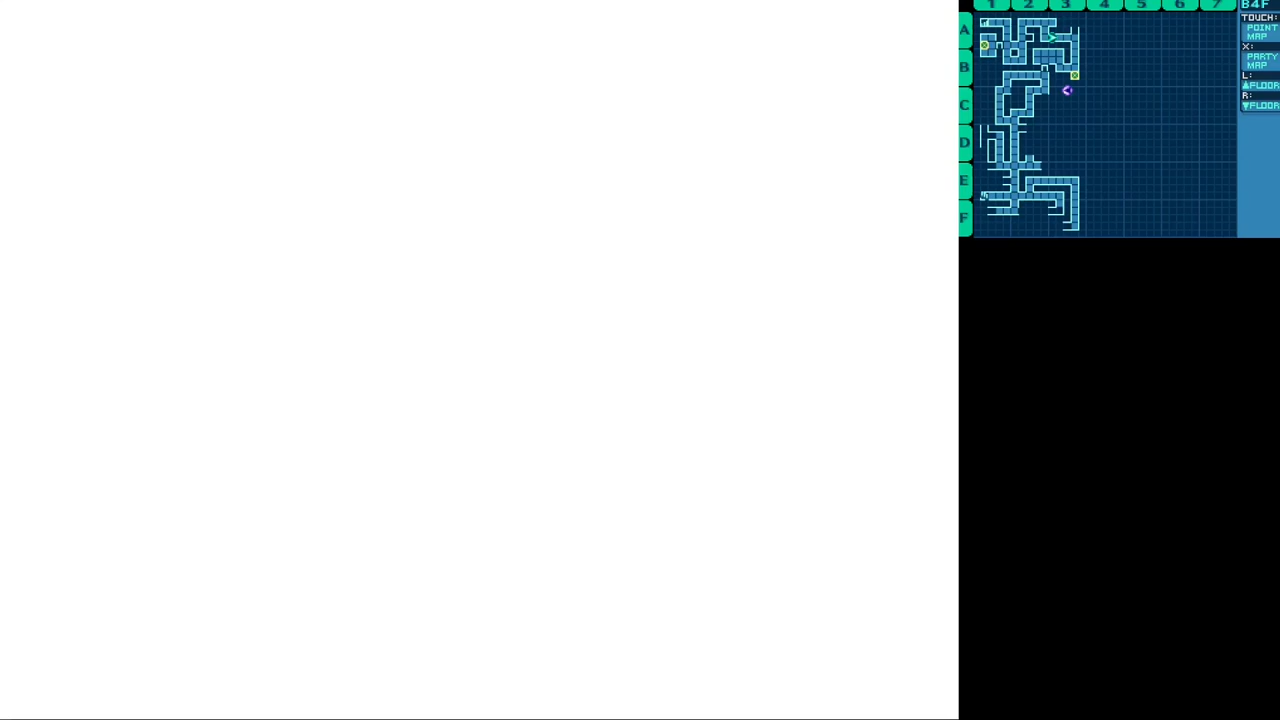 1 2 3 4 5 6 7 B4F
A
B
C
D
E
F
TOUCH:
POINT
MAP
X:
PARTY
MAP
L:
▲FLOOR
R:
▼FLOOR